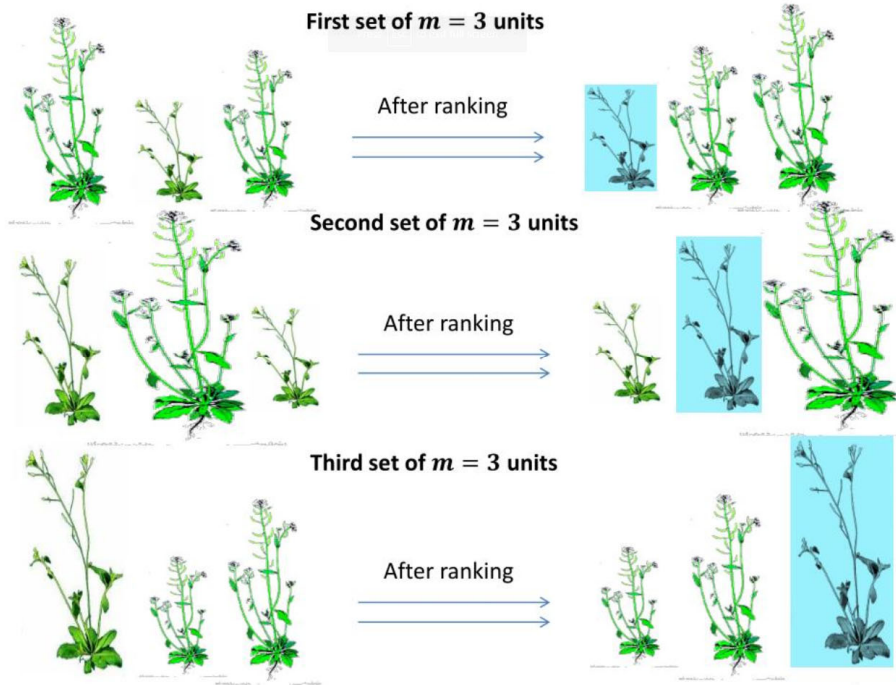 First set of m = 3 units
After ranking
Second set of m = 3 units
After ranking
Third set of m = 3 units
After ranking